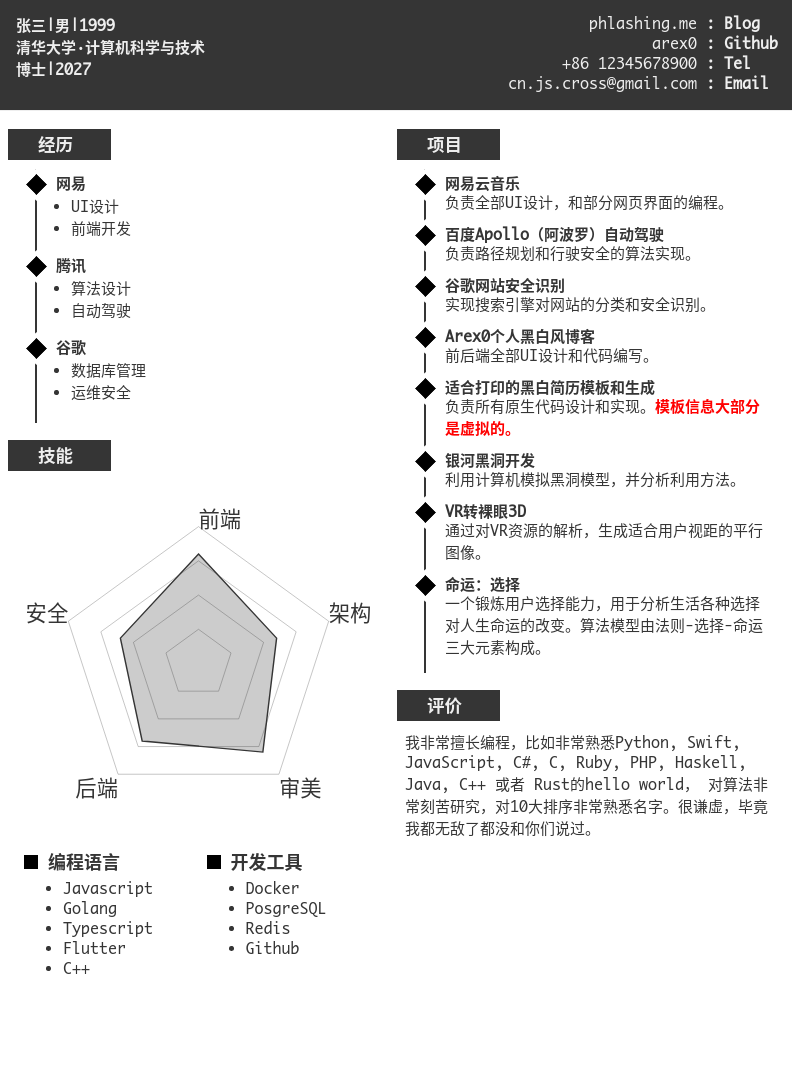 张三|男|1999
清华大学·计算机科学与技术
博士|2027
phlashing.me : Blog
arex0 : Github
+86 12345678900 : Tel
cn.js.cross@gmail.com : Email
经历
网易
• UI设计
• 前端开发
腾讯
• 算法设计
• 自动驾驶
谷歌
• 数据库管理
• 运维安全
技能
前端
安全
架构
后端
审美
编程语言
• Javascript
• Golang
• Typescript
• Flutter
• C++
开发工具
• Docker
• PosgreSQL
• Redis
• Github
项目
网易云音乐
负责全部UI设计，和部分网页界面的编程。
百度Apollo（阿波罗）自动驾驶
负责路径规划和行驶安全的算法实现。
谷歌网站安全识别
实现搜索引擎对网站的分类和安全识别。
Arex0个人黑白风博客
前后端全部UI设计和代码编写。
适合打印的黑白简历模板和生成
负责所有原生代码设计和实现。模板信息大部分
是虚拟的。
银河黑洞开发
利用计算机模拟黑洞模型，并分析利用方法。
VR转裸眼3D
通过对VR资源的解析，生成适合用户视距的平行
图像。
命运：选择
一个锻炼用户选择能力，用于分析生活各种选择
对人生命运的改变。算法模型由法则-选择-命运
三大元素构成。
评价
我非常擅长编程，比如非常熟悉Python, Swift,
JavaScript, C#, C, Ruby, PHP, Haskell,
Java, C++ 或者 Rust的hello world， 对算法非
常刻苦研究，对10大排序非常熟悉名字。很谦虚，毕竟
我都无敌了都没和你们说过。